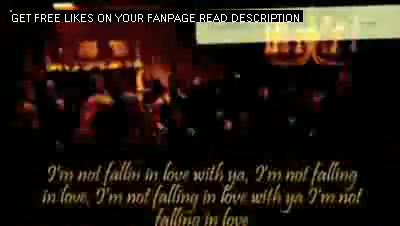 GET FREE LIKES ON YOUR FANPAGE READ DESCRIPTION
I'm not fallin in love with ya, I'm not falling
in love, I'm not falling in love with ya I'm not
falling in love